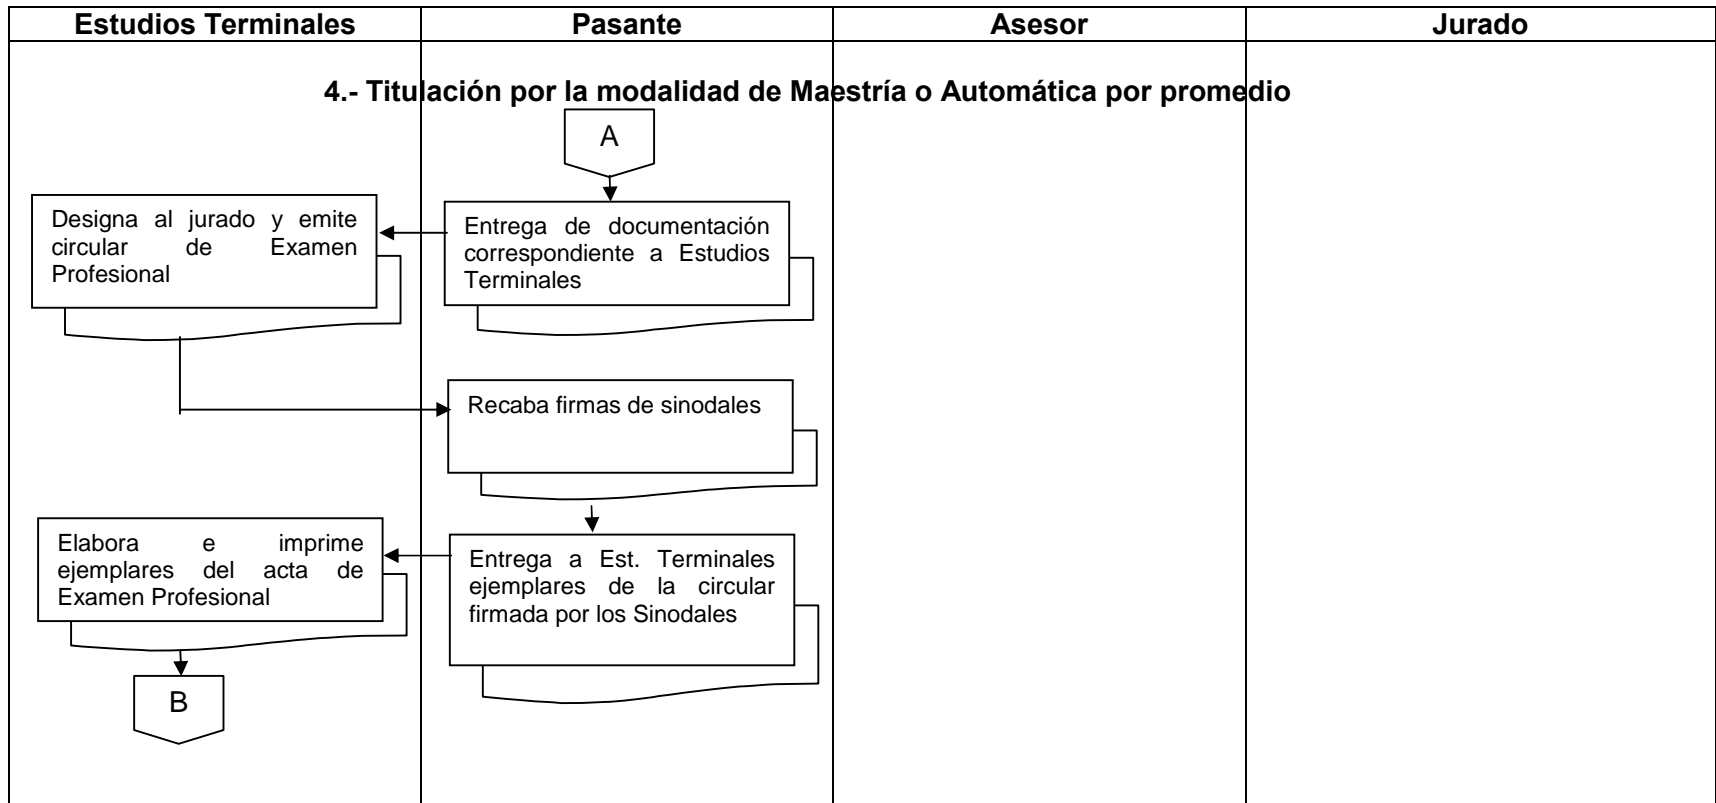 Estudios Terminales
Pasante
Asesor
Jurado
4.- Titulación por la modalidad de Maestría o Automática por promedio
A
Entrega de documentación
correspondiente a Estudios
Terminales
Designa al jurado y emite
circular de Examen
Profesional
Recaba firmas de sinodales
Entrega a Est. Terminales
ejemplares de la circular
firmada por los Sinodales
Elabora e imprime
ejemplares del acta de
Examen Profesional
B